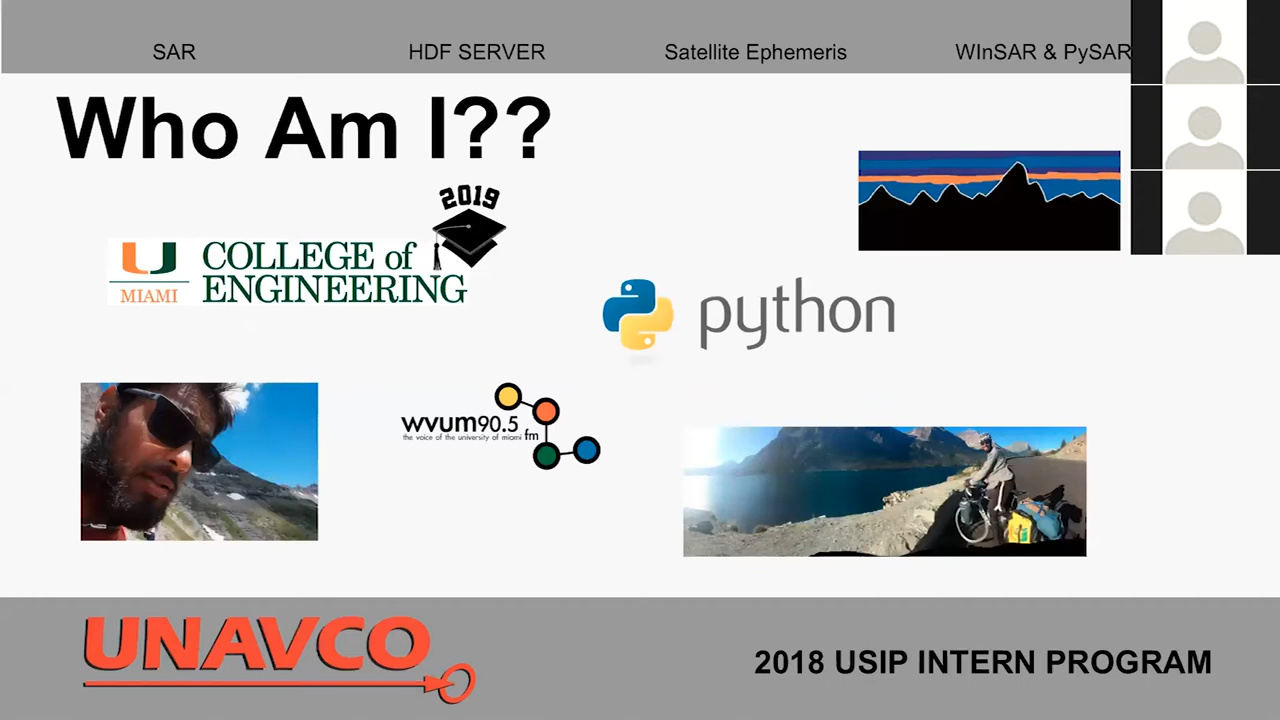 SAR
HDF SERVER
Satellite Ephemeris
WInSAR & PySAR
Who Am I??
2019
U
MIAMI
COLLEGE of
ENGINEERING
python
wvum90.5
the voice of the university of miami fm
UNAVCO
2018 USIP INTERN PROGRAM